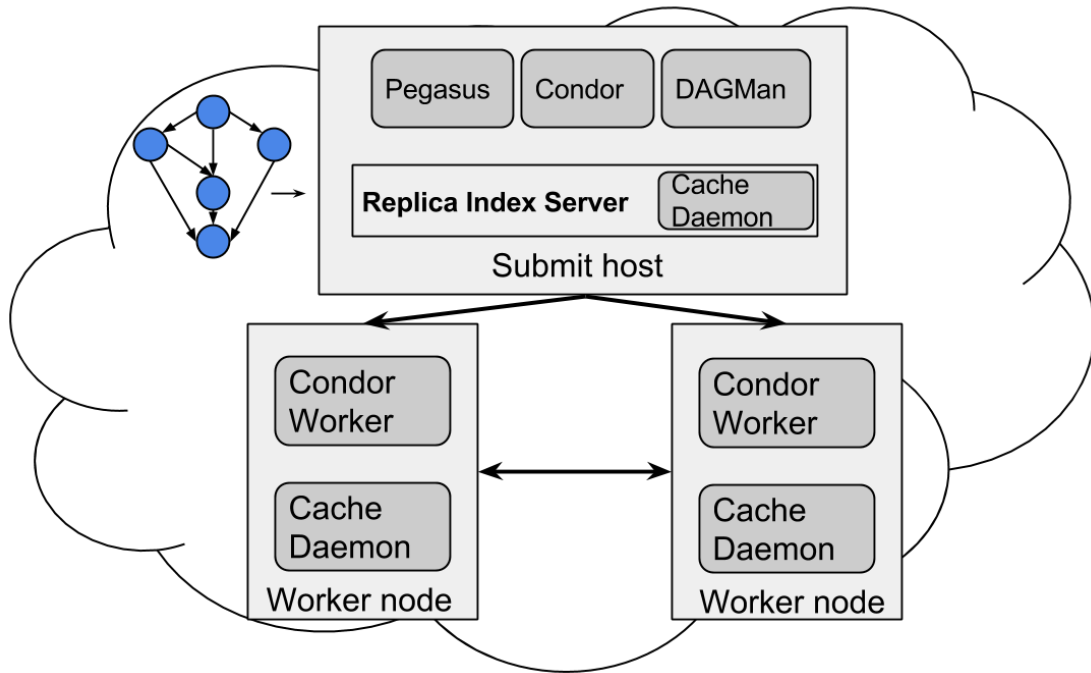 Pegasus
Condor
DAGMan
Replica Index Server
Cache
Daemon
Submit host
Condor
Worker
Cache
Daemon
Worker node
Condor
Worker
Cache
Daemon
Worker node